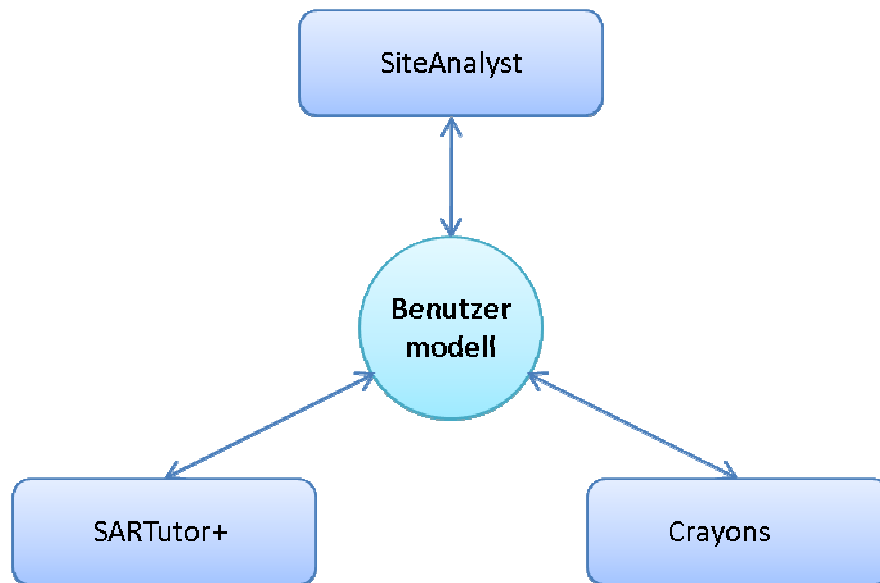 SiteAnalyst
Benutzer
modell
SARTutor+
Crayons